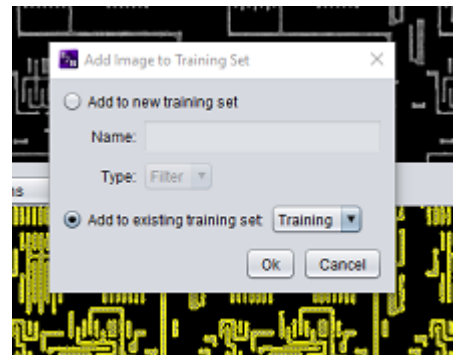 Add Image to Training Set
Add to new training set
Name:
Type: Filter
ns
Add to existing training set: Training
Ok Cancel